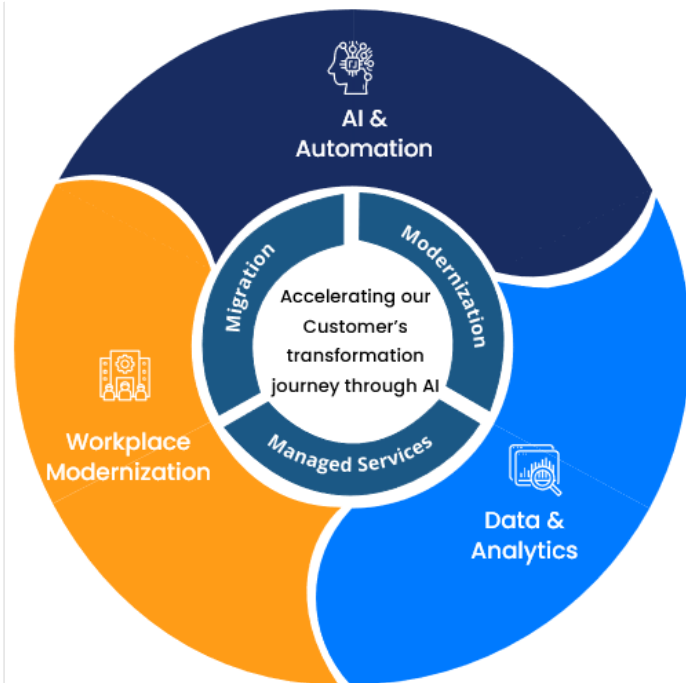 AI &
Automation
Migration
Modernization
Accelerating our
Customer's
transformation
journey through AI
Managed Services
Workplace
Modernization
Data &
Analytics